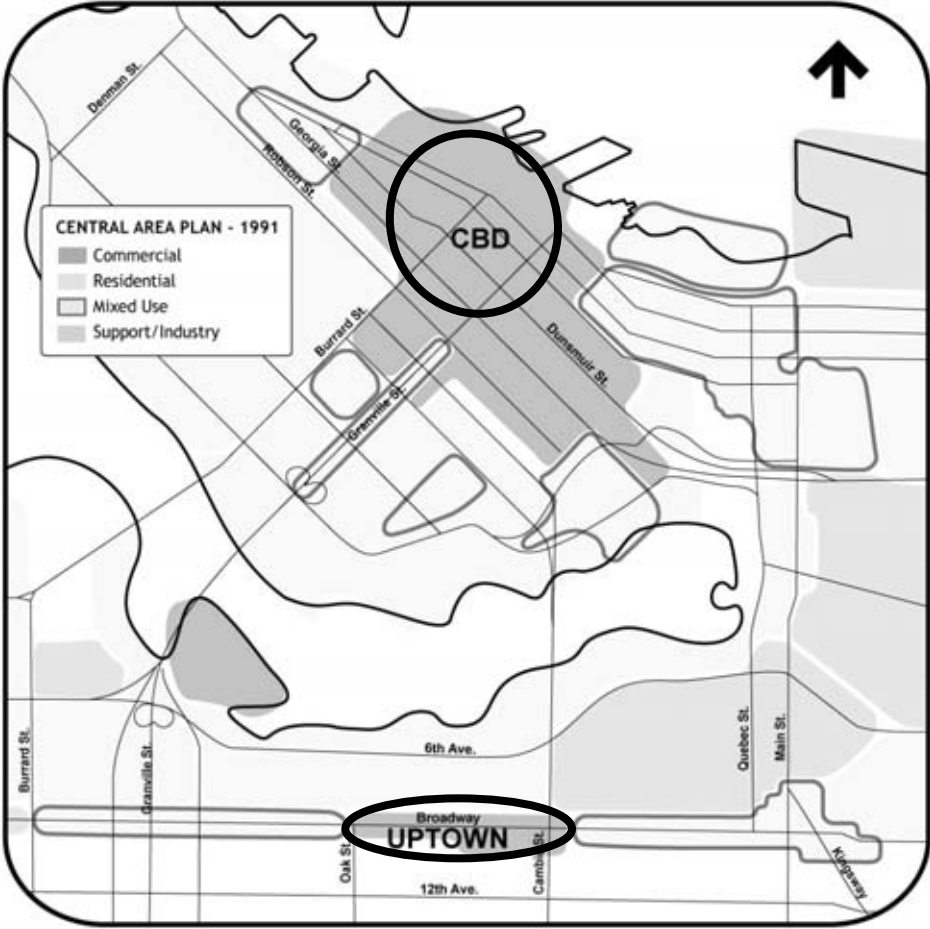 Denman St.
Georgia St.
Robson St.
CENTRAL AREA PLAN - 1991
Commercial
Residential
Mixed Use
Support/Industry
CBD
Burrard St.
Dunsmuir St.
Granville St.
6th Ave.
Burrard St.
Granville St.
Quebec St.
Main St.
Broadway
UPTOWN
Oak St.
Cambie St.
Kingsway
12th Ave.